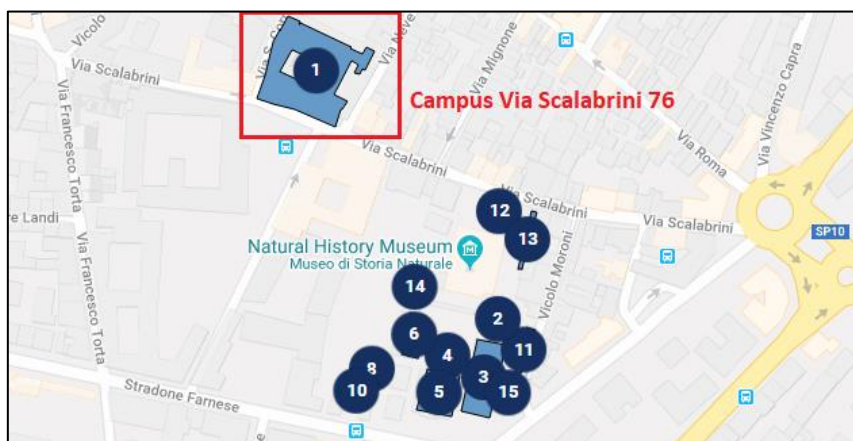 Vicolo
Via S. Con
Via Neve
1
Campus Via Scalabrini 76
Via Mignone
Via Vincenzo Capra
Via Scalabrini
Via Francesco Torta
Via Roma
Via Scalabrini
Via Scalabrini
12
13
SP10
re Landi
Natural History Museum
Museo di Storia Naturale
Via Francesco Torta
14
Vicolo Moroni
2
6
4
11
8
3
10
5
15
Stradone Farnese